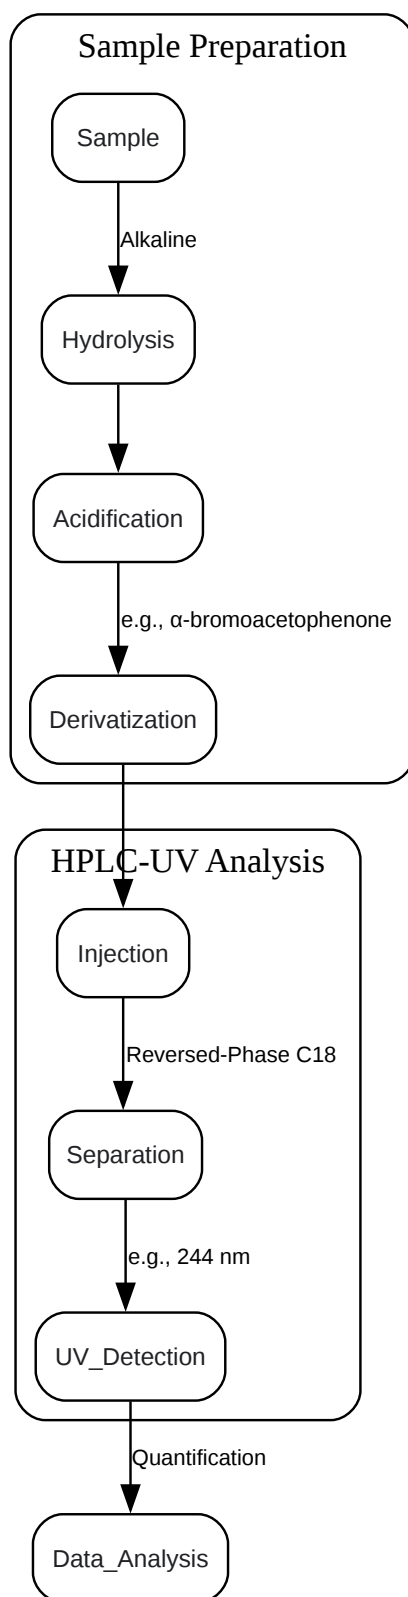 Sample Preparation
Sample
Alkaline
Hydrolysis
Acidification
e.g., α-bromoacetophenone
Derivatization
HPLC-UV Analysis
Injection
Reversed-Phase C18
Separation
e.g., 244 nm
UV_Detection
Quantification
Data_Analysis